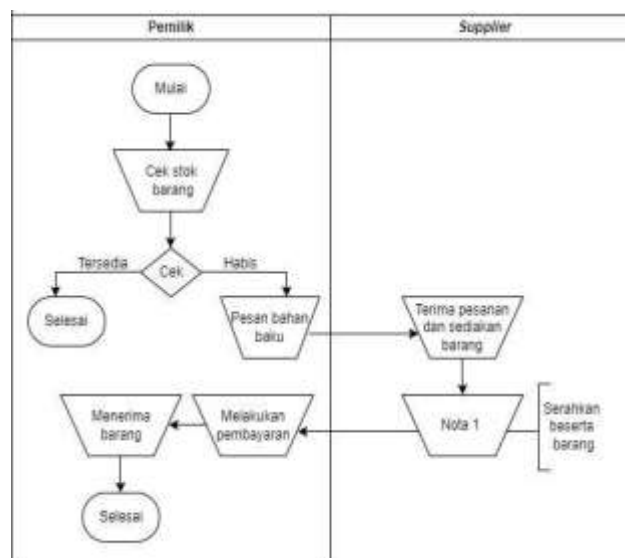 Pemilik
Supplier
Mulai
Cek stok
barang
Tersedia
Cek
Habis
Selesai
Pesan bahan
baku
Terima pesanan
dan sediakan
barang
Menerima
barang
Melakukan
pembayaran
Nota 1
Serahkan
beserta
barang
Selesai